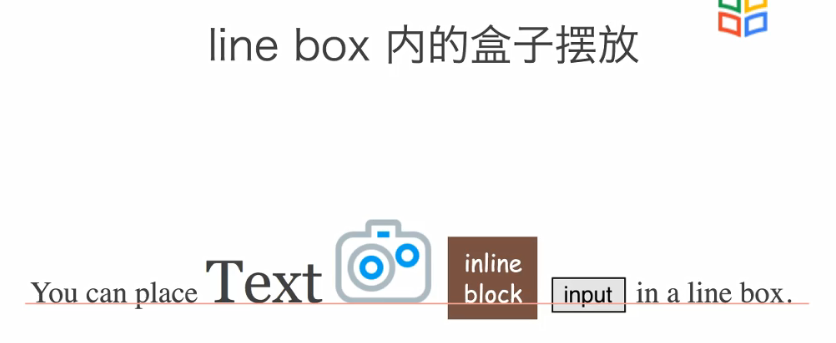 line box 内的盒子摆放
You can place Text inline block input in a line box.